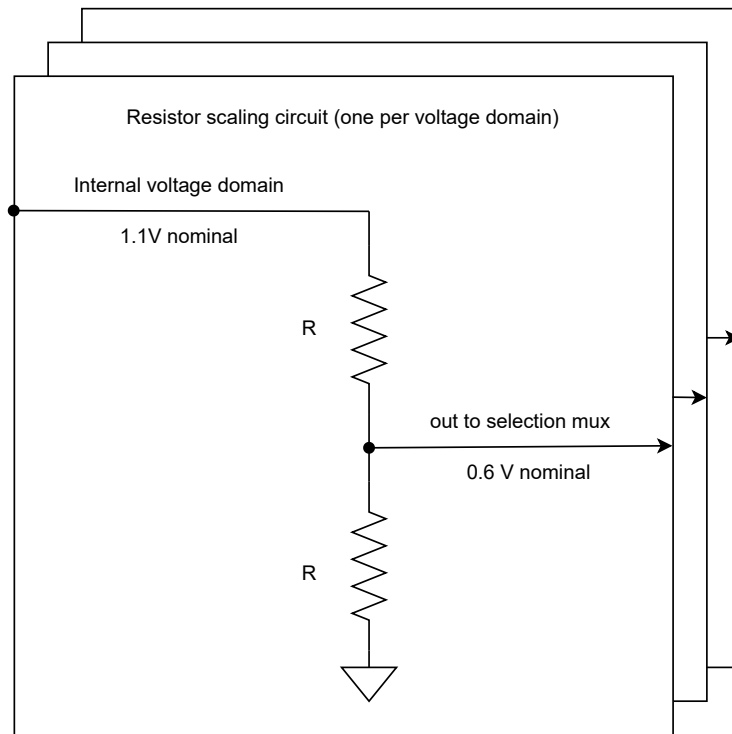 Resistor scaling circuit (one per voltage domain)
Internal voltage domain
1.1V nominal
R
out to selection mux
0.6 V nominal
R